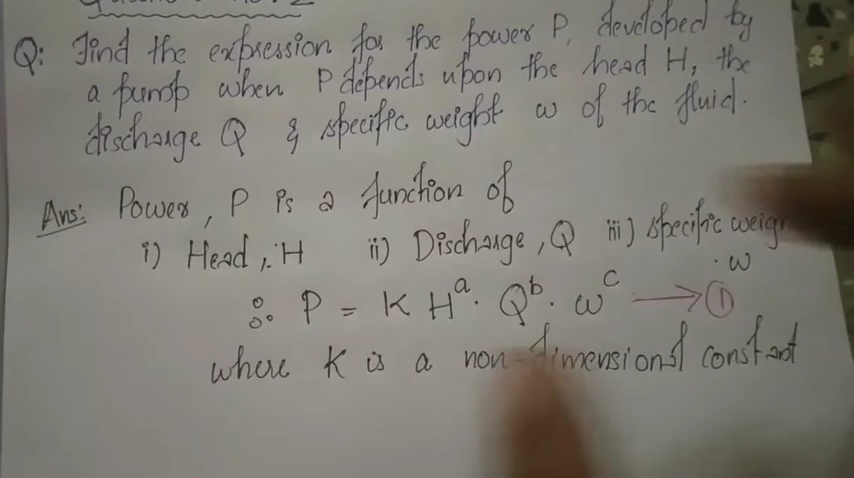 Q: Find the expression for the power P, developed by
a pump when P depends upon the head H, the
discharge Q & specific weight w of the fluid.
Ans: Power, P is a function of
i) Head, H ii) Discharge, Q iii) specific weigh
w
∴ P = K H^a . Q^b . w^c → ①
where K is a non-dimensional constant